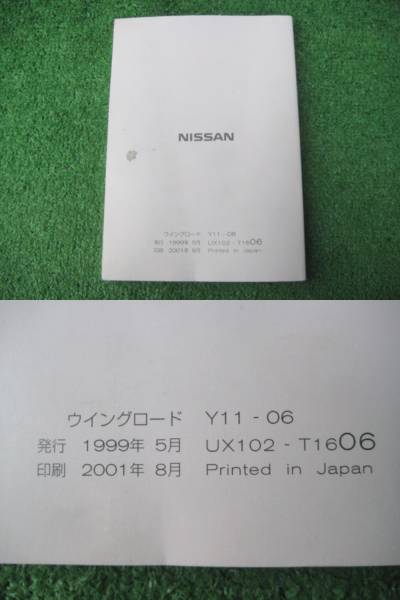 NISSAN
ウイングロード Y11 - 06
発行 1999年 5月 UX102 - T1606
印刷 2001年 8月 Printed in Japan
ウイングロード Y11 - 06
発行 1999年 5月 UX102 - T1606
印刷 2001年 8月 Printed in Japan